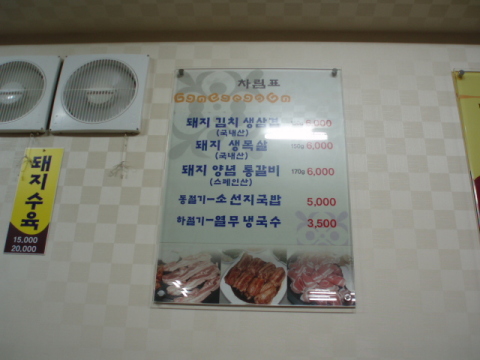 차림표
돼지 김치 생삼겹
(국내산)
돼지 생목살 150g 6,000
(국내산)
돼지 양념 통갈비 170g 6,000
(스페인산)
동절기-소선지국밥 5,000
하절기-열무냉국수 3,500
돼지수육
15,000
20,000